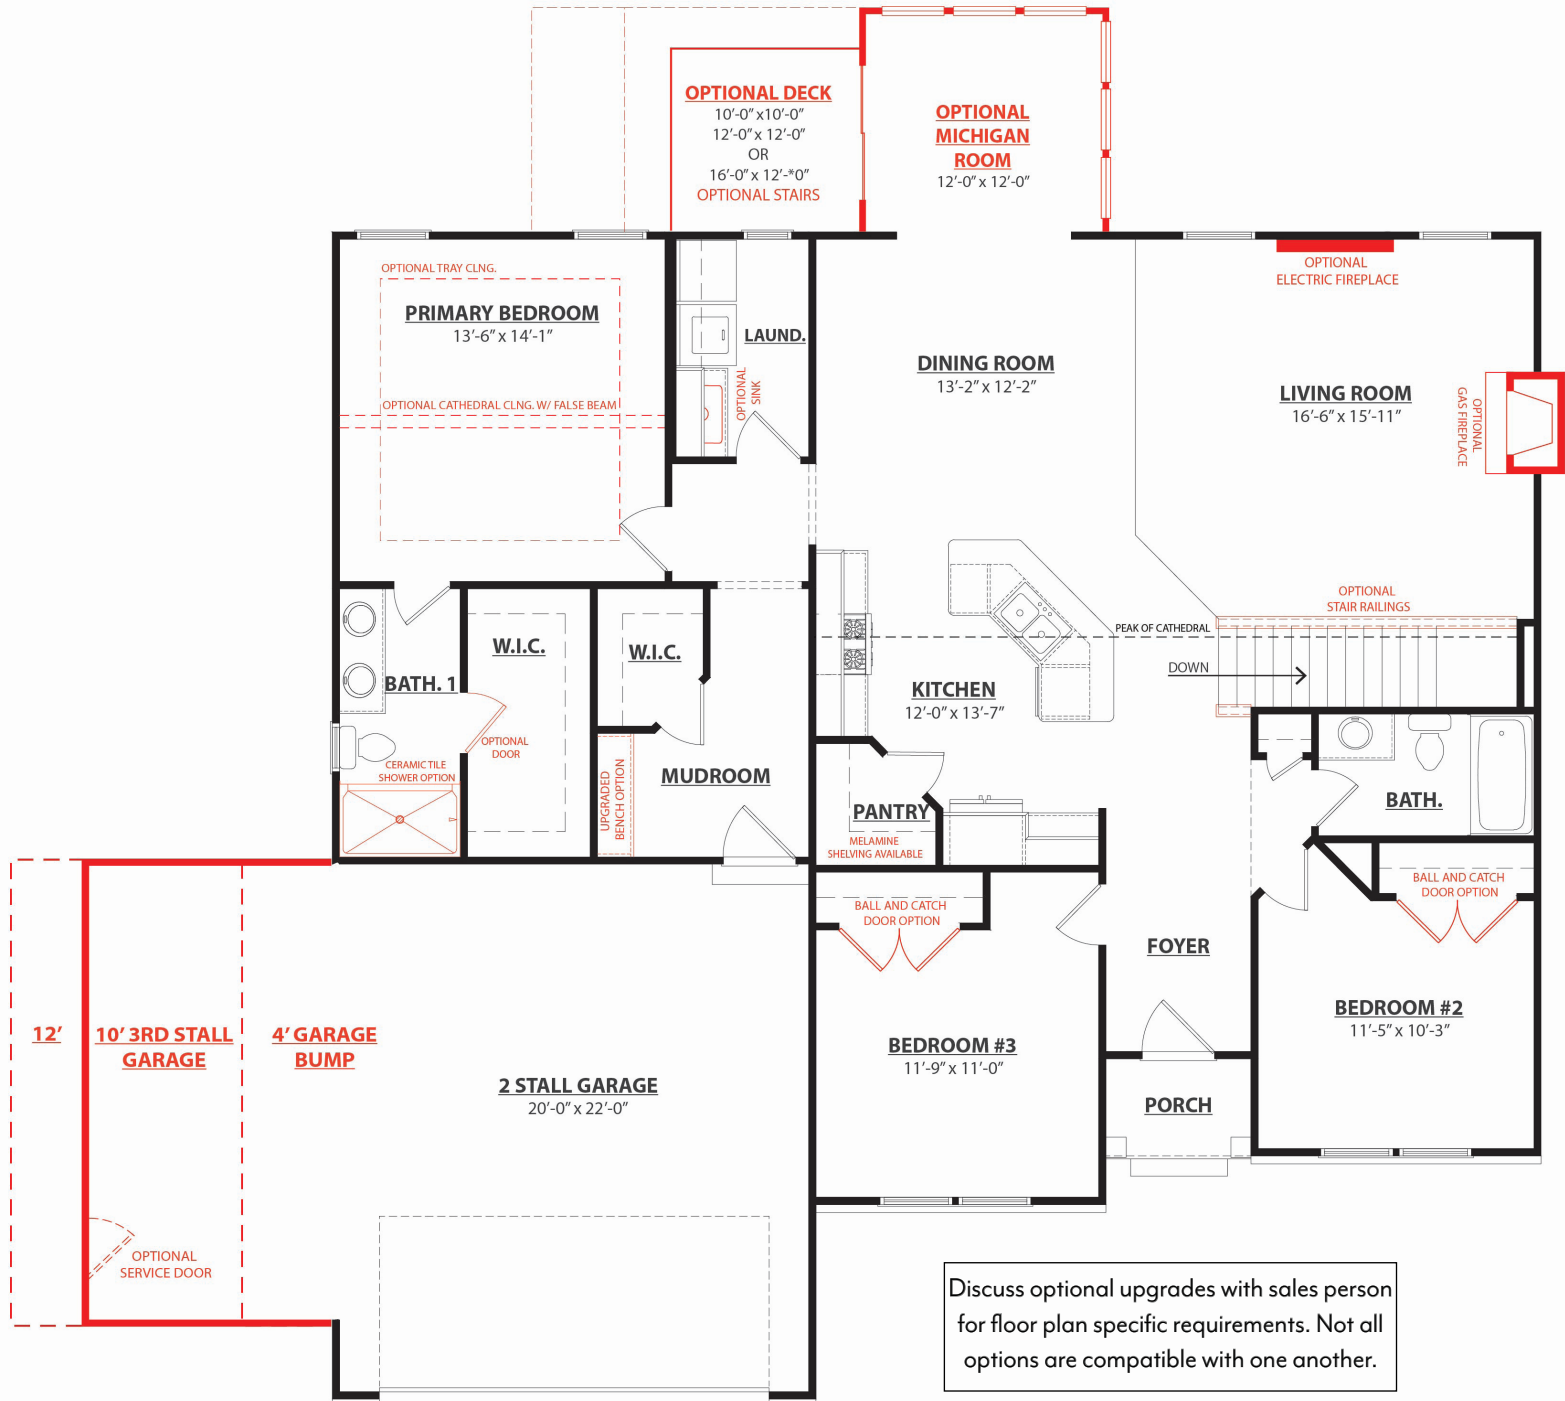 OPTIONAL DECK
10'-0" x10'-0"
12'-0" x 12'-0"
OR
16'-0" x 12'-*0"
OPTIONAL STAIRS
OPTIONAL
MICHIGAN
ROOM
12'-0" x 12'-0"
OPTIONAL TRAY CLNG.
PRIMARY BEDROOM
13'-6" x 14'-1"
OPTIONAL CATHEDRAL CLNG. W/ FALSE BEAM
LAUND.
OPTIONAL
SINK
DINING ROOM
13'-2" x 12'-2"
OPTIONAL
ELECTRIC FIREPLACE
LIVING ROOM
16'-6" x 15'-11"
OPTIONAL
GAS FIREPLACE
OPTIONAL
STAIR RAILINGS
PEAK OF CATHEDRAL
DOWN
W.I.C.
W.I.C.
BATH. 1
OPTIONAL
DOOR
CERAMIC TILE
SHOWER OPTION
UPGRADED
BENCH OPTION
MUDROOM
KITCHEN
12'-0" x 13'-7"
PANTRY
MELAMINE
SHELVING AVAILABLE
BATH.
BALL AND CATCH
DOOR OPTION
BALL AND CATCH
DOOR OPTION
FOYER
BEDROOM #2
11'-5" x 10'-3"
BEDROOM #3
11'-9" x 11'-0"
PORCH
12'
10' 3RD STALL
GARAGE
4' GARAGE
BUMP
2 STALL GARAGE
20'-0" x 22'-0"
OPTIONAL
SERVICE DOOR
Discuss optional upgrades with sales person
for floor plan specific requirements. Not all
options are compatible with one another.